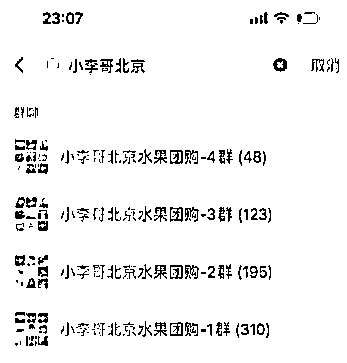 23:07
小李哥北京
取消
群聊
小李哥北京水果团购-4群 (48)
小李哥北京水果团购-3群 (123)
小李哥北京水果团购-2群 (195)
小李哥北京水果团购-1群 (310)